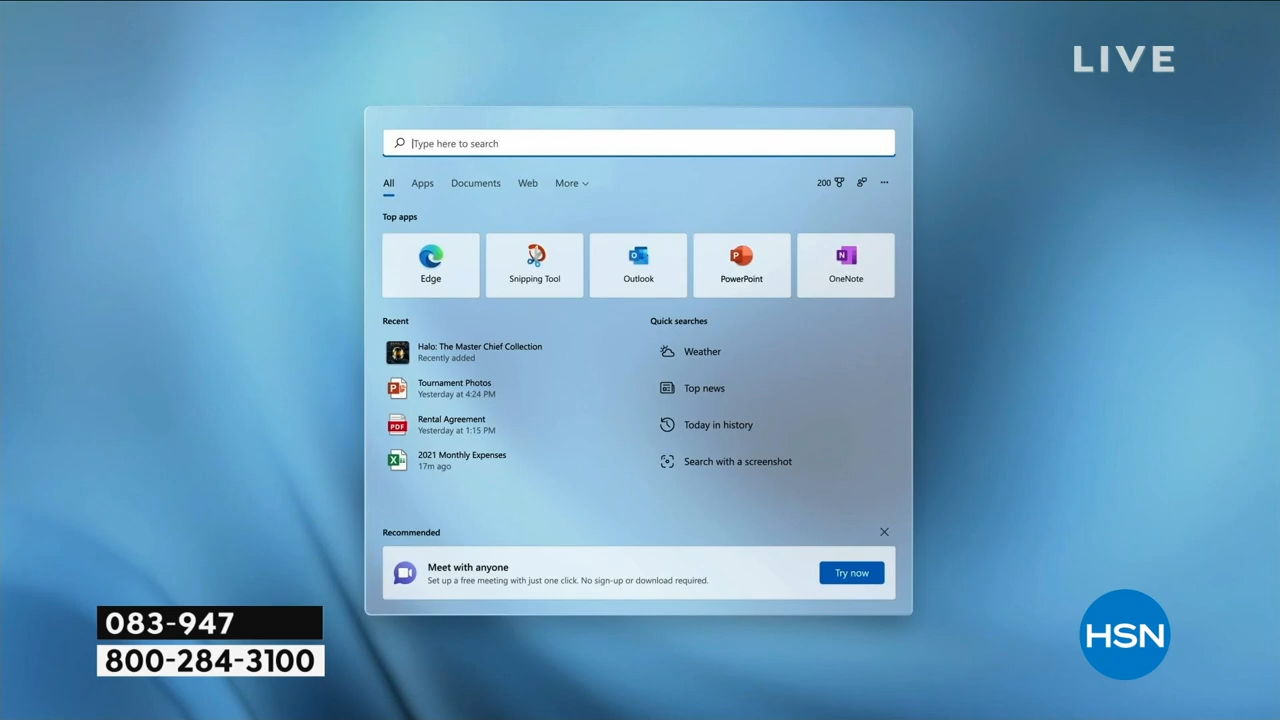 LIVE
Type here to search
All Apps Documents Web More 200
Top apps
Edge Snipping Tool Outlook PowerPoint OneNote
Recent
Halo: The Master Chief Collection
Recently added
Tournament Photos
Yesterday at 4:24 PM
PDF
Rental Agreement
Yesterday at 1:15 PM
2021 Monthly Expenses
17m ago
Quick searches
Weather
Top news
Today in history
Search with a screenshot
Recommended
Meet with anyone
Set up a free meeting with just one click. No sign-up or download required.
Try now
083-947
800-284-3100
HSN